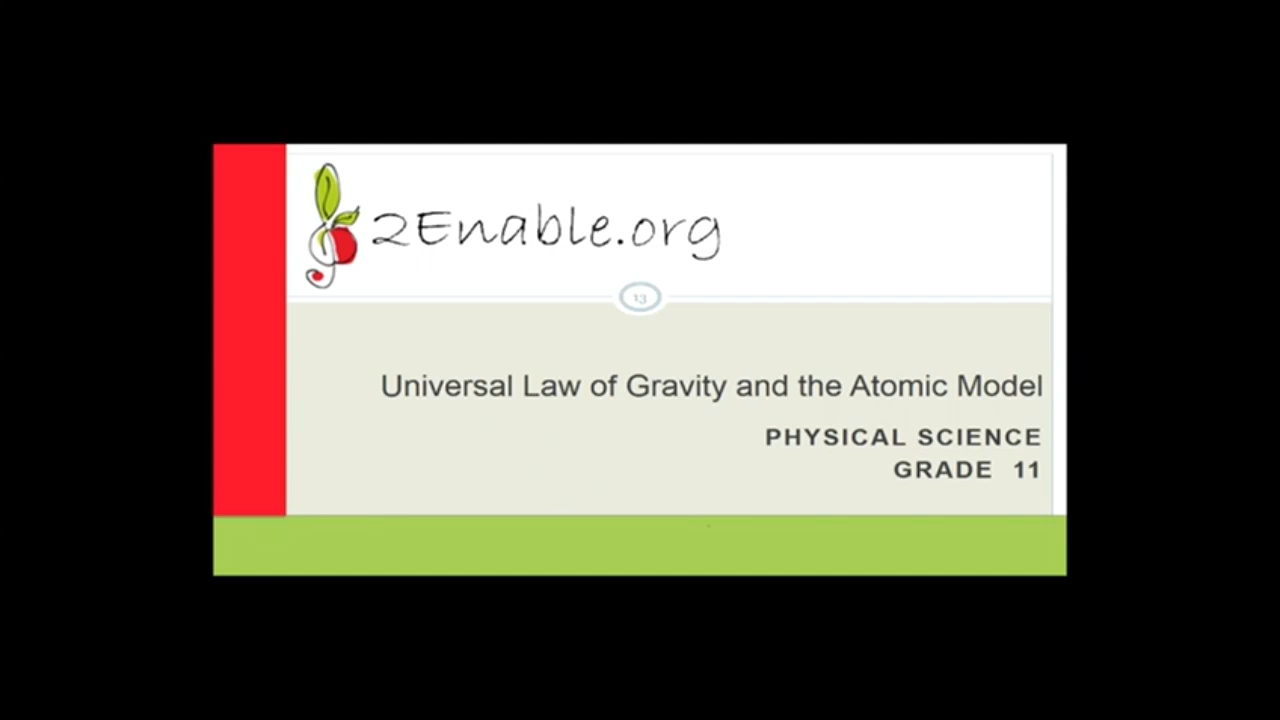 2Enable.org
13
Universal Law of Gravity and the Atomic Model
PHYSICAL SCIENCE
GRADE 11